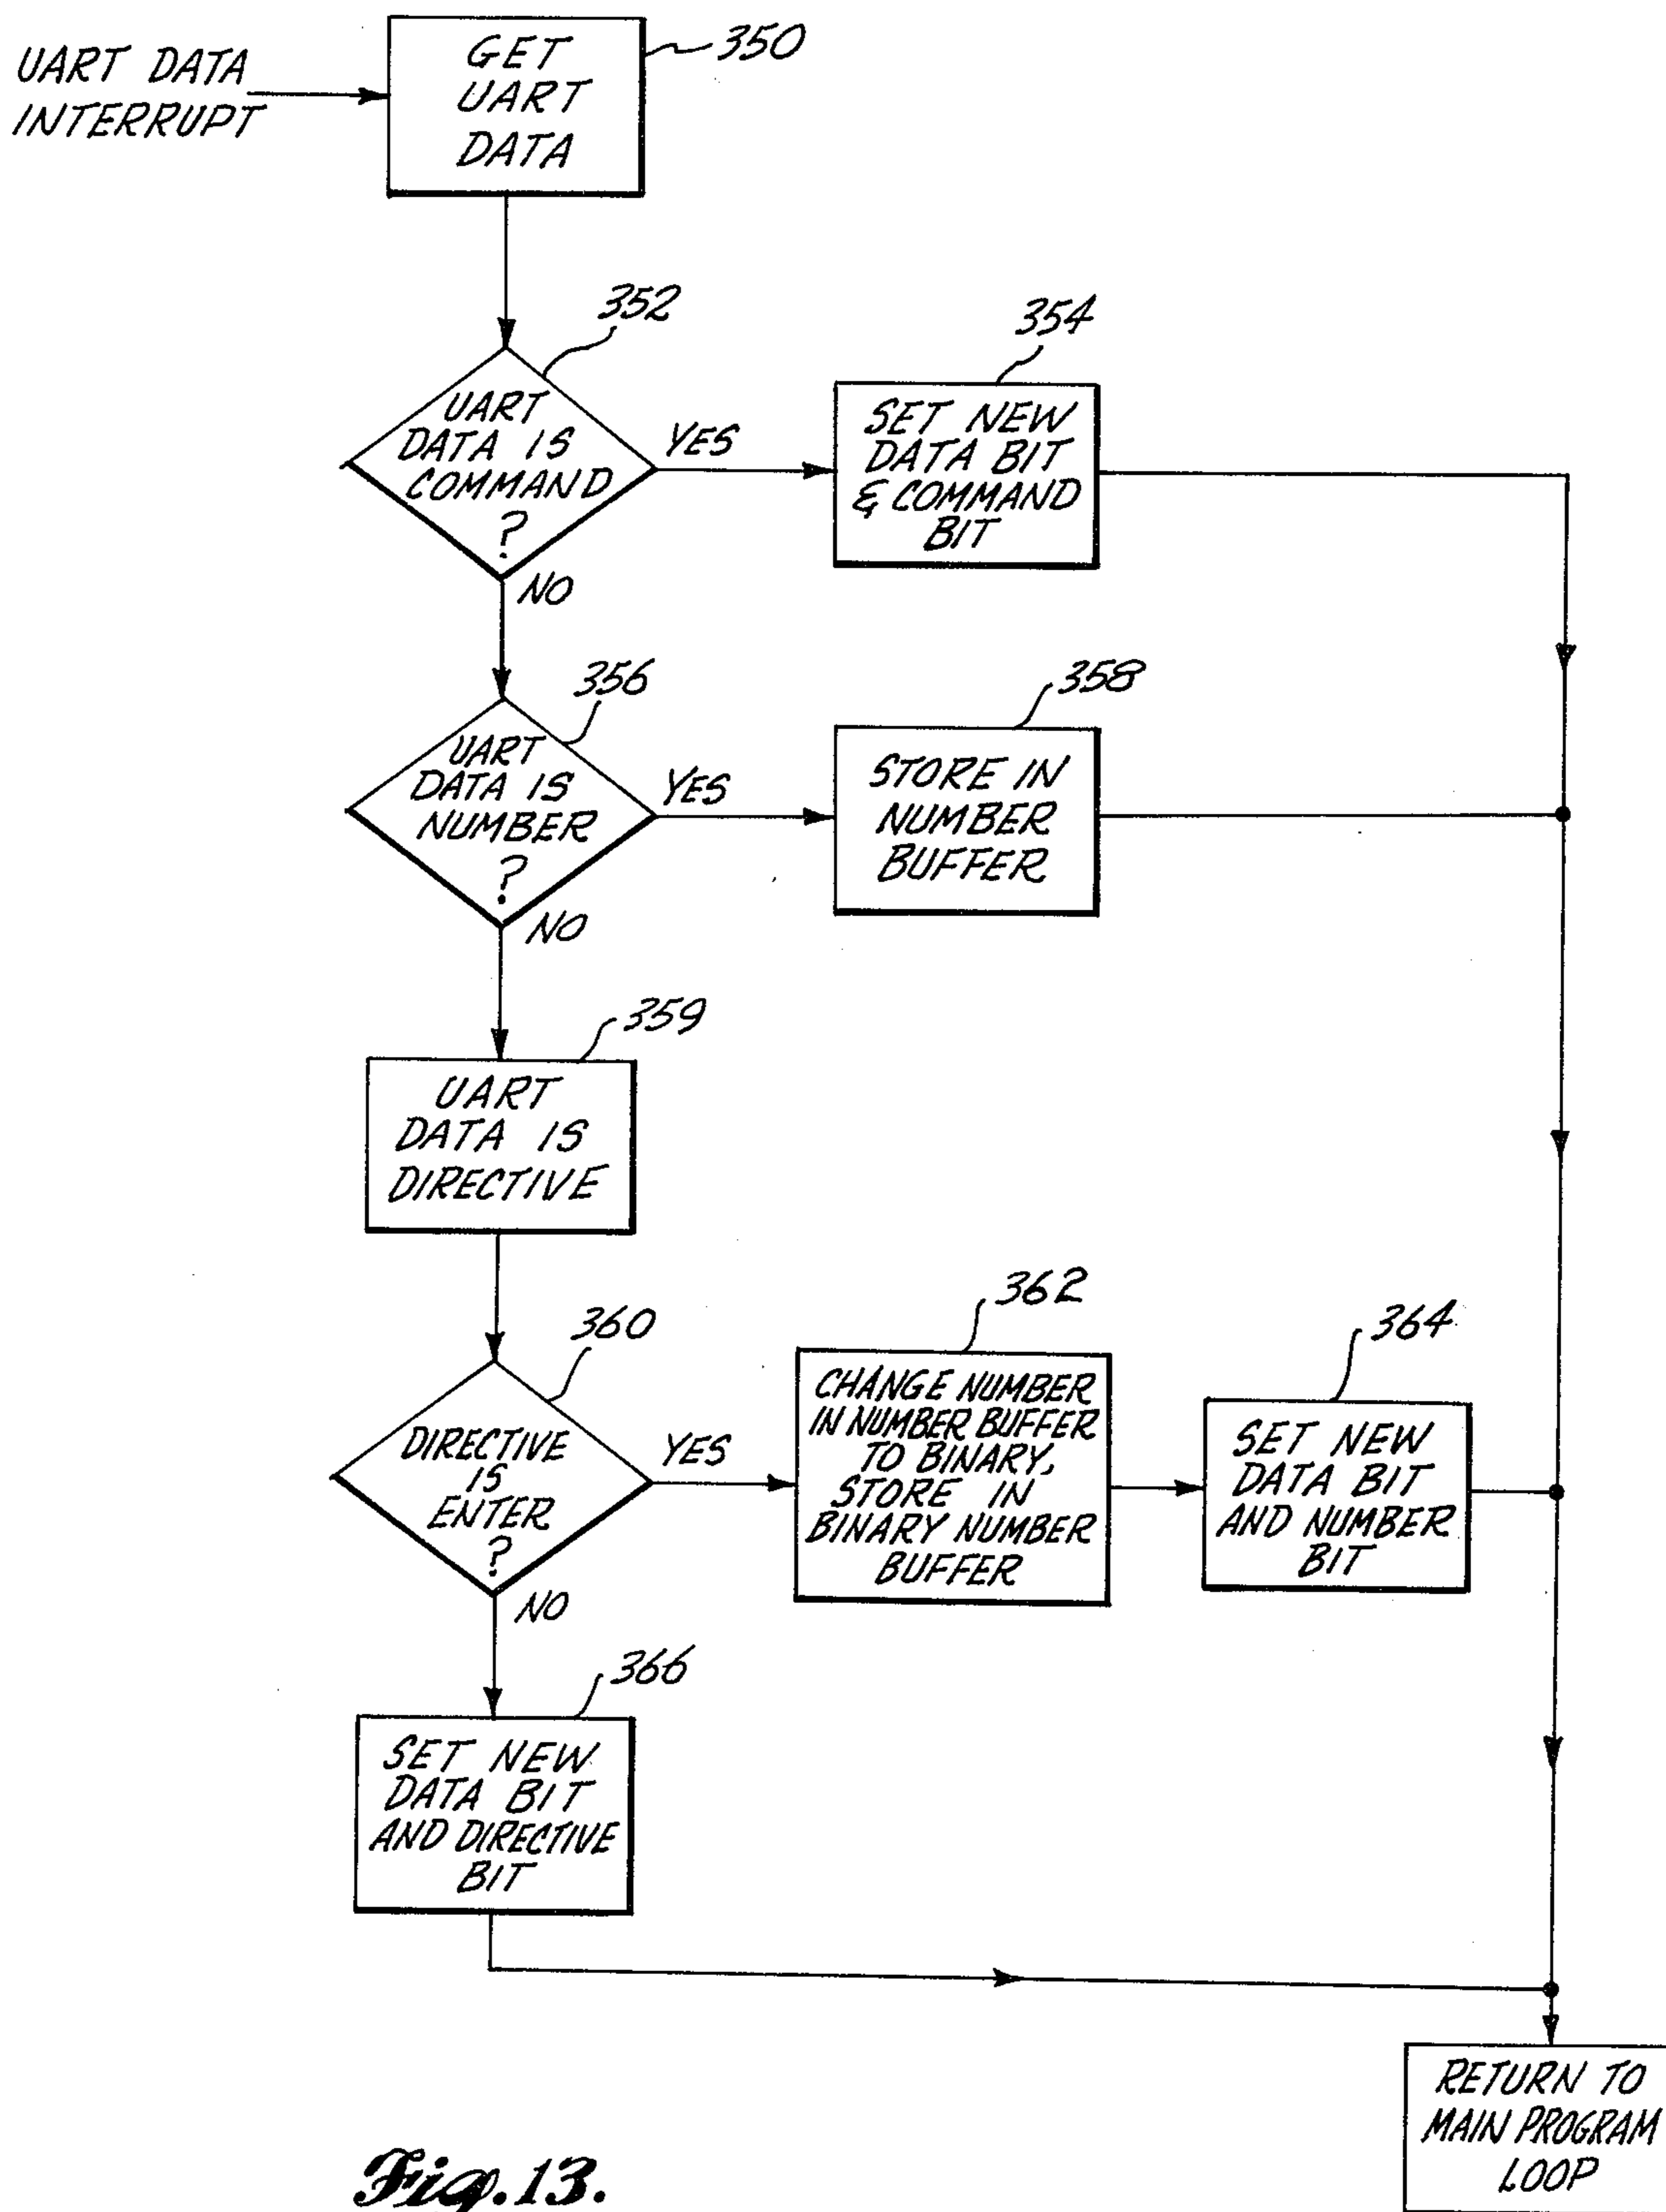 UART DATA
INTERRUPT
GET
UART
DATA
350
352
UART
DATA IS
COMMAND
?
YES
NO
354
SET NEW
DATA BIT
& COMMAND
BIT
356
UART
DATA IS
NUMBER
?
YES
NO
358
STORE IN
NUMBER
BUFFER
359
UART
DATA IS
DIRECTIVE
360
DIRECTIVE
IS
ENTER
?
YES
NO
362
CHANGE NUMBER
IN NUMBER BUFFER
TO BINARY,
STORE IN
BINARY NUMBER
BUFFER
364
SET NEW
DATA BIT
AND NUMBER
BIT
366
SET NEW
DATA BIT
AND DIRECTIVE
BIT
RETURN TO
MAIN PROGRAM
LOOP
Fig. 13.